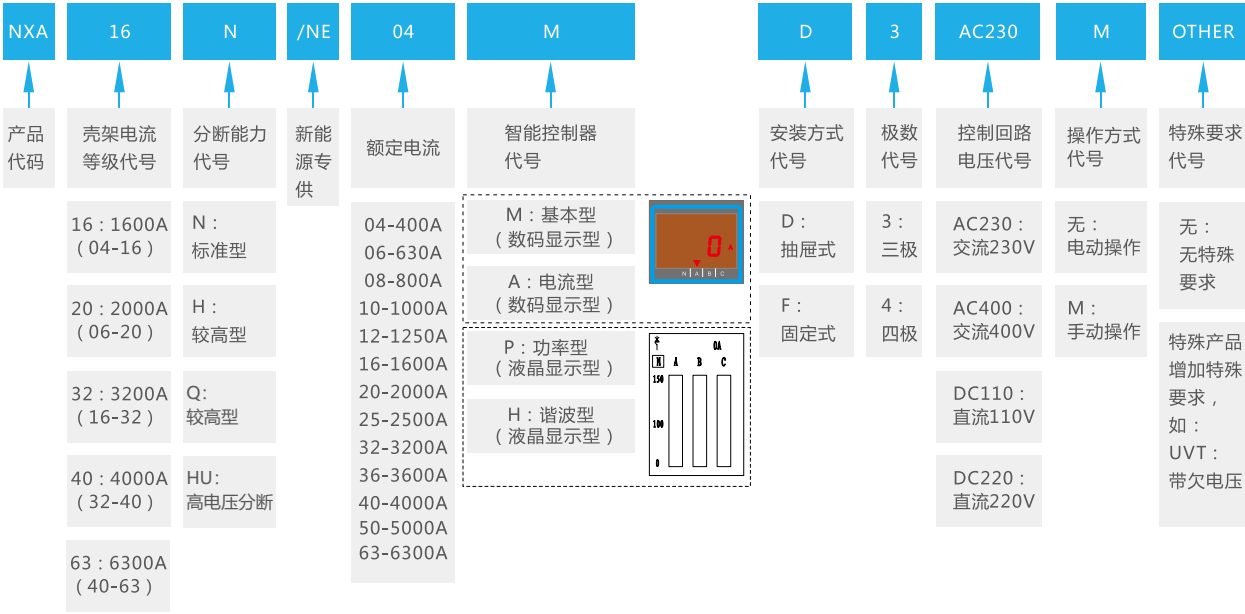 NXA
16
N
/NE
04
M
D
3
AC230
M
OTHER
产品
代码
壳架电流
等级代号
分断能力
代号
新能
源专
供
额定电流
智能控制器
代号
安装方式
代号
极数
代号
控制回路
电压代号
操作方式
代号
特殊要求
代号
16：1600A
（04-16）
20：2000A
（06-20）
32：3200A
（16-32）
40：4000A
（32-40）
63：6300A
（40-63）
N：
标准型
H：
较高型
Q：
较高型
HU：
高电压分断
04-400A
06-630A
08-800A
10-1000A
12-1250A
16-1600A
20-2000A
25-2500A
32-3200A
36-3600A
40-4000A
50-5000A
63-6300A
M：基本型
（数码显示型）
A：电流型
（数码显示型）
0
N A B C
P：功率型
（液晶显示型）
H：谐波型
（液晶显示型）
0A
N A B C
150
100
0
D：
抽屉式
F：
固定式
3：
三极
4：
四极
AC230：
交流230V
AC400：
交流400V
DC110：
直流110V
DC220：
直流220V
无：
电动操作
M：
手动操作
无：
无特殊
要求
特殊产品
增加特殊
要求，
如：
UVT：
带欠电压